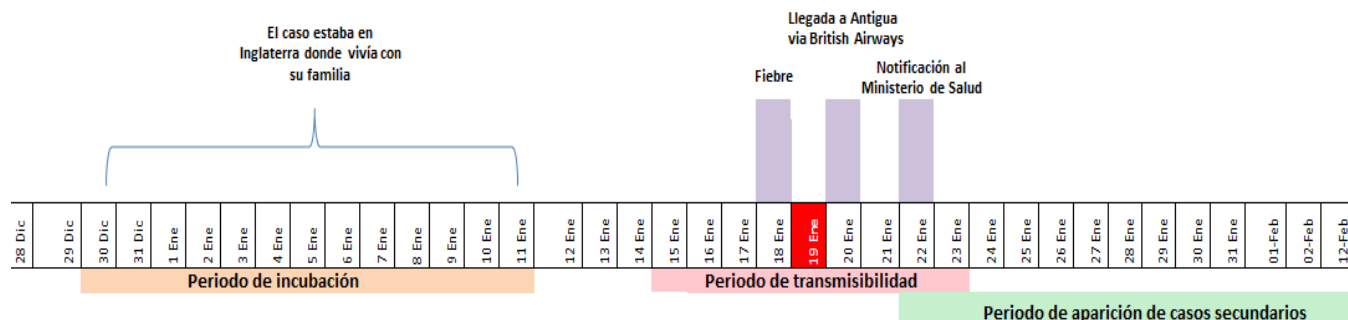 El caso estaba en
Inglaterra donde vivía con
su familia
Fiebre
Llegada a Antigua
via British Airways
Notificación al
Ministerio de Salud
28 Dic
29 Dic
30 Dic
31 Dic
1 Ene
2 Ene
3 Ene
4 Ene
5 Ene
6 Ene
7 Ene
8 Ene
9 Ene
10 Ene
11 Ene
12 Ene
13 Ene
14 Ene
15 Ene
16 Ene
17 Ene
18 Ene
19 Ene
20 Ene
21 Ene
22 Ene
23 Ene
24 Ene
25 Ene
26 Ene
27 Ene
28 Ene
29 Ene
30 Ene
31 Ene
01-Feb
02-Feb
12-Feb
Periodo de incubación
Periodo de transmisibilidad
Periodo de aparición de casos secundarios